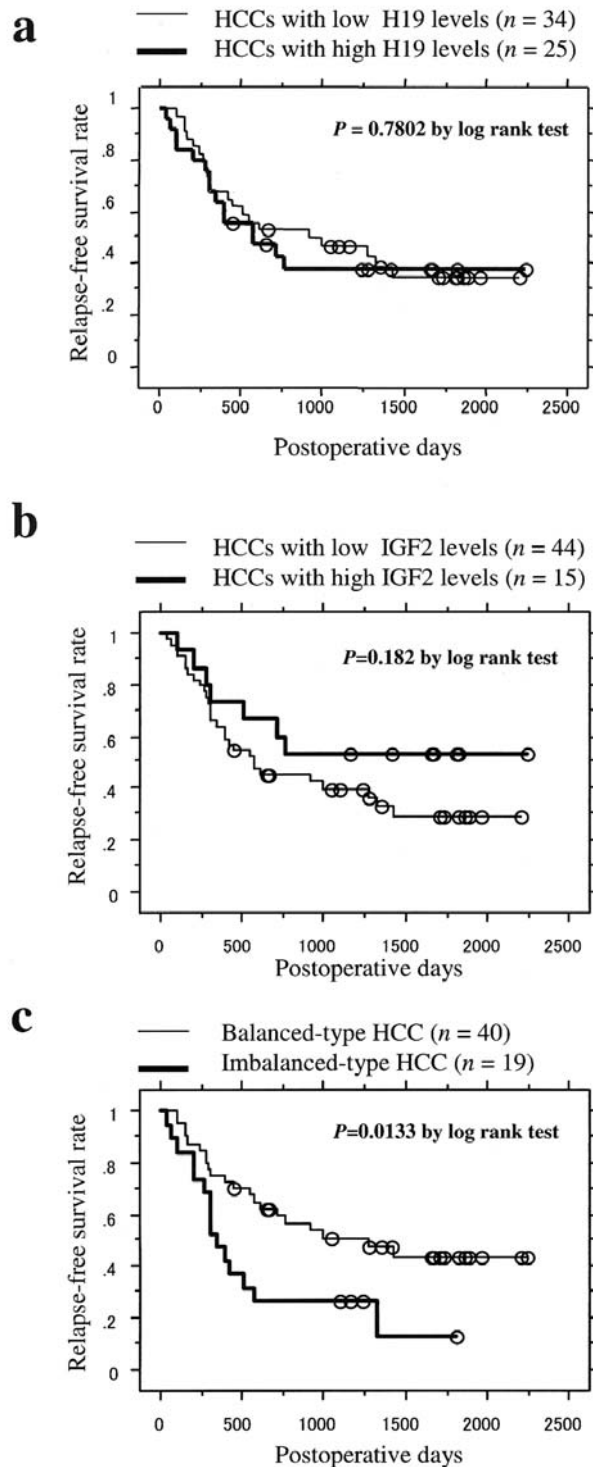 a
HCCs with low H19 levels (n = 34)
HCCs with high H19 levels (n = 25)
P = 0.7802 by log rank test
Relapse-free survival rate
1
.8
.6
.4
.2
0
0 500 1000 1500 2000 2500
Postoperative days
b
HCCs with low IGF2 levels (n = 44)
HCCs with high IGF2 levels (n = 15)
P=0.182 by log rank test
Relapse-free survival rate
1
.8
.6
.4
.2
0
0 500 1000 1500 2000 2500
Postoperative days
c
Balanced-type HCC (n = 40)
Imbalanced-type HCC (n = 19)
P=0.0133 by log rank test
Relapse-free survival rate
1
.8
.6
.4
.2
0
0 500 1000 1500 2000 2500
Postoperative days